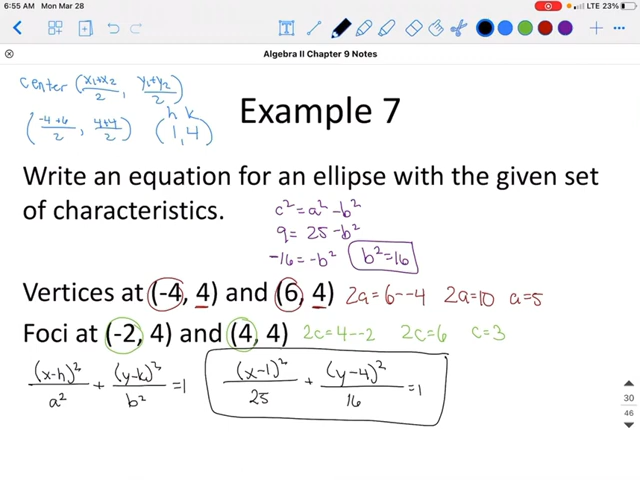 6:55 AM Mon Mar 28
LTE 23%
Algebra II Chapter 9 Notes
center (x₁+x₂/2, y₁+y₂/2)
(-4+6/2, 4+4/2) h k (1,4)
Example 7
Write an equation for an ellipse with the given set
of characteristics.
c² = a² - b²
9 = 25 - b²
-16 = -b² b² = 16
Vertices at (-4, 4) and (6, 4) 2a = 6 - -4 2a = 10 a = 5
Foci at (-2, 4) and (4, 4) 2c = 4 - -2 2c = 6 c = 3
(x-h)²/a² + (y-k)²/b² = 1 (x-1)²/25 + (y-4)²/16 = 1
30
46